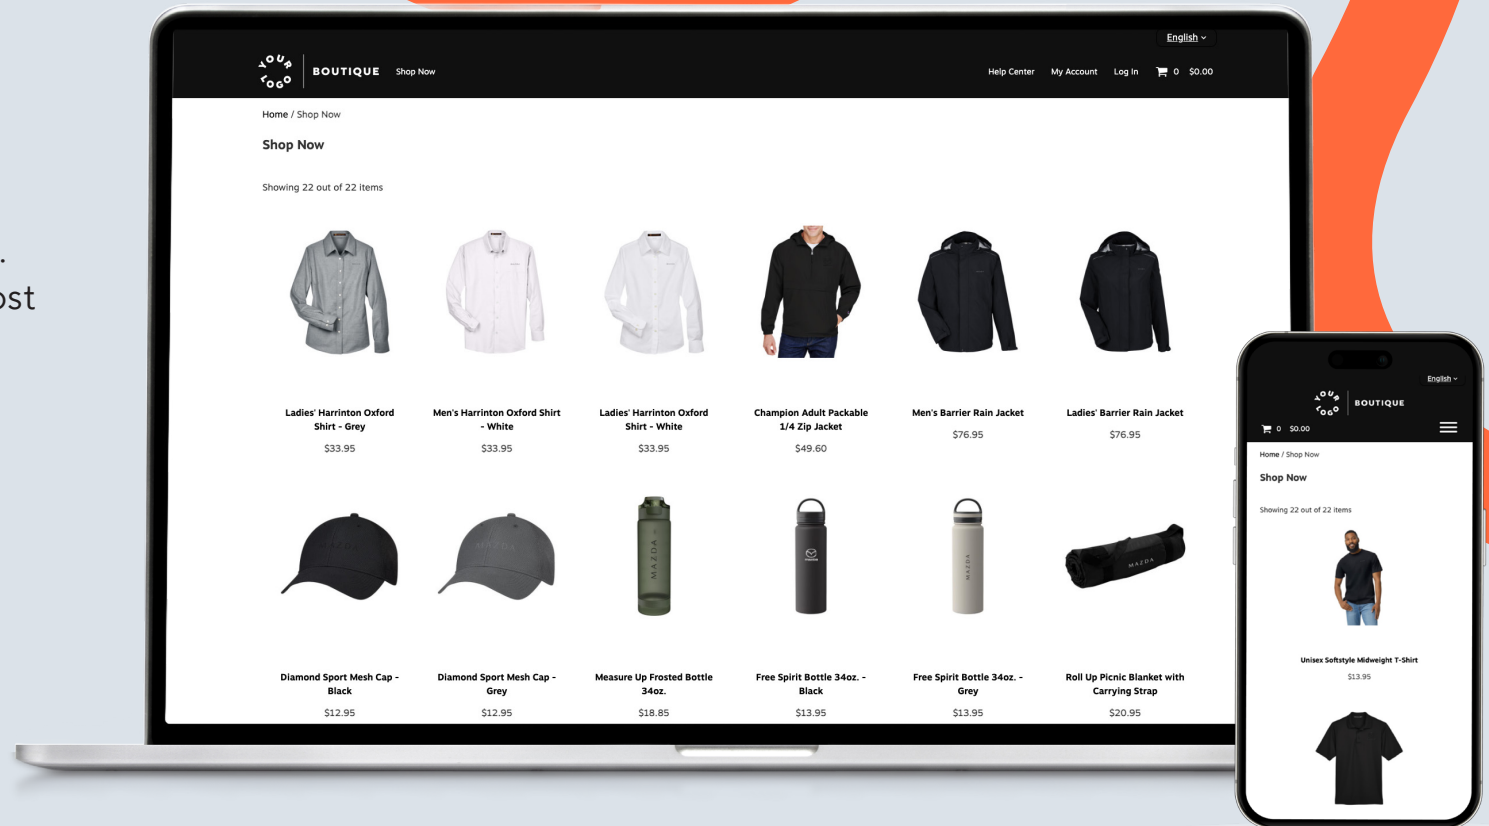 .
ost
English
YOUR LOGO
BOUTIQUE
Shop Now
Help Center
My Account
Log In
0
$0.00
Home / Shop Now
Shop Now
Showing 22 out of 22 items
Ladies' Harrinton Oxford
Shirt - Grey
$33.95
Men's Harrinton Oxford Shirt
- White
$33.95
Ladies' Harrinton Oxford
Shirt - White
$33.95
Champion Adult Packable
1/4 Zip Jacket
$49.60
Men's Barrier Rain Jacket
$76.95
Ladies' Barrier Rain Jacket
$76.95
MAZDA
MAZDA
MAZDA
mazda
MAZDA
MAZDA
Diamond Sport Mesh Cap -
Black
$12.95
Diamond Sport Mesh Cap -
Grey
$12.95
Measure Up Frosted Bottle
34oz.
$18.85
Free Spirit Bottle 34oz. -
Black
$13.95
Free Spirit Bottle 34oz. -
Grey
$13.95
Roll Up Picnic Blanket with
Carrying Strap
$20.95
English
YOUR LOGO
BOUTIQUE
0
$0.00
Home / Shop Now
Shop Now
Showing 22 out of 22 items
Unisex Softstyle Midweight T-Shirt
$13.95